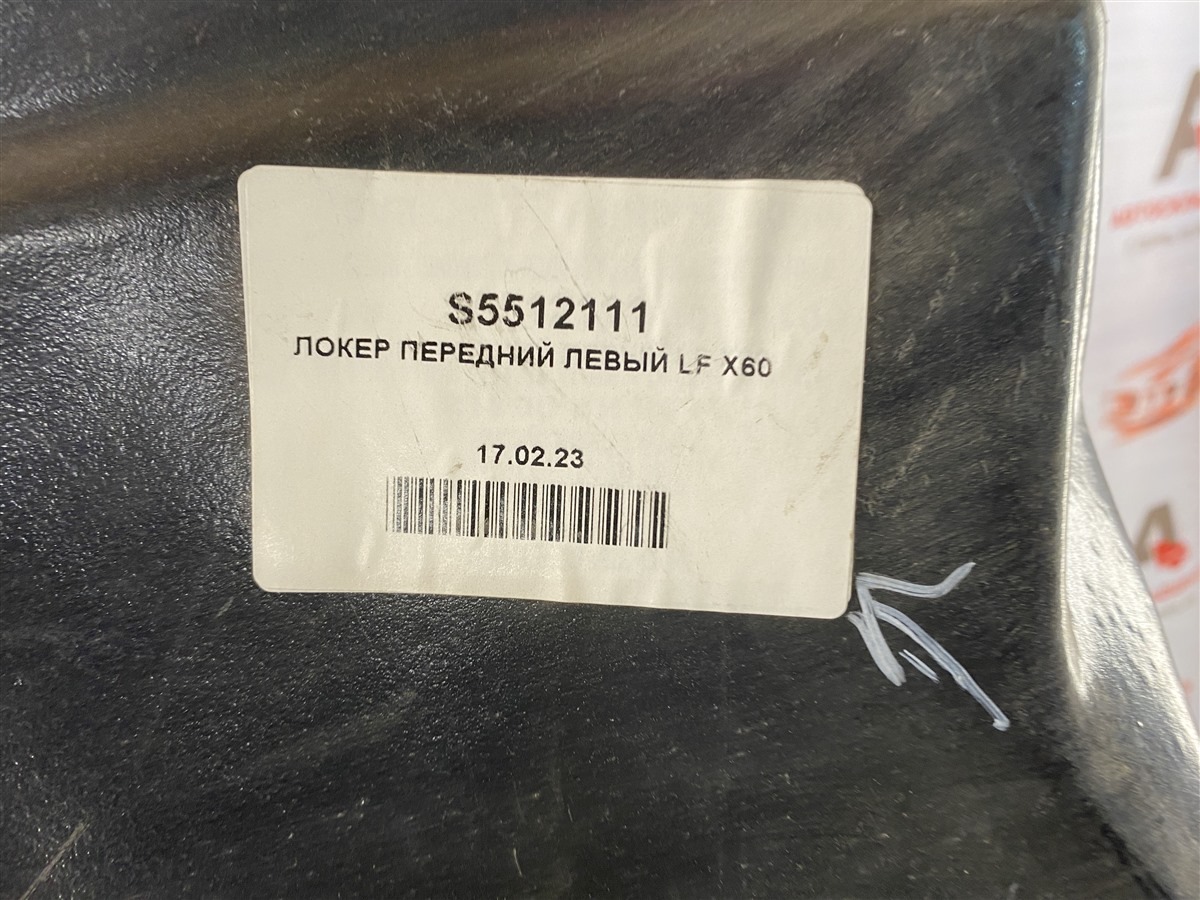 S5512111
ЛОКЕР ПЕРЕДНИЙ ЛЕВЫЙ LF X60
17.02.23